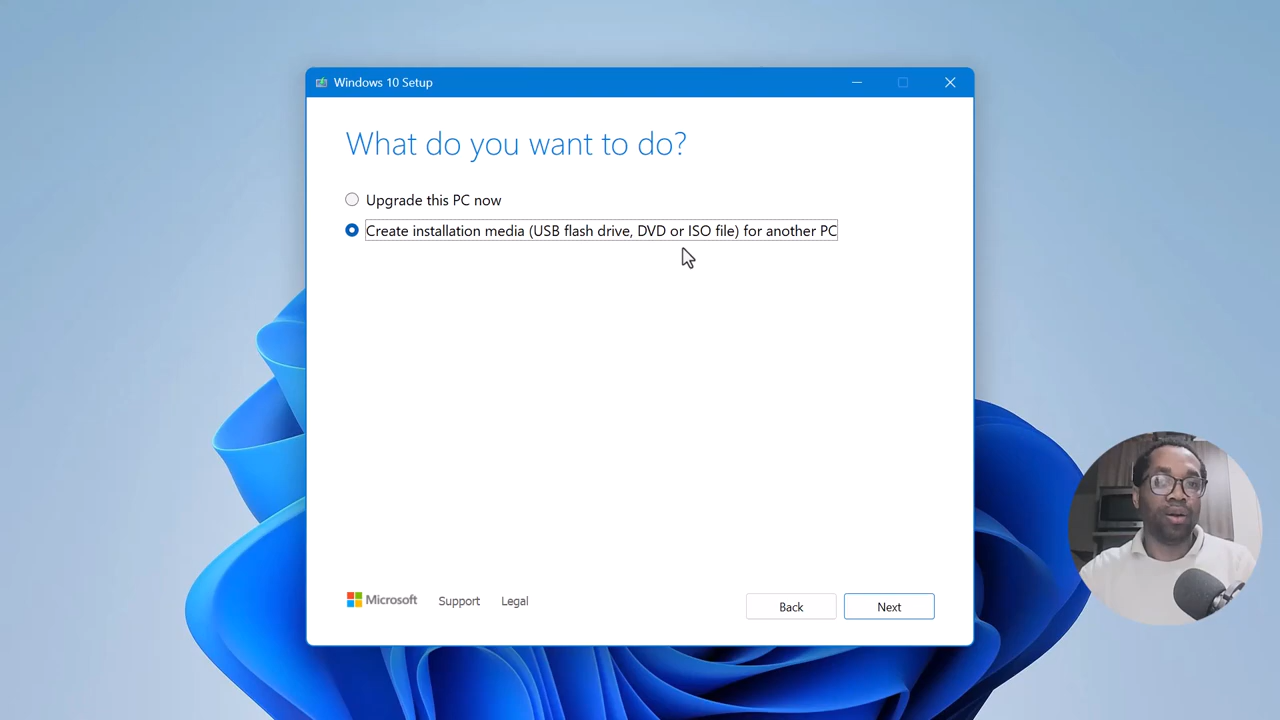 Windows 10 Setup
What do you want to do?
Upgrade this PC now
Create installation media (USB flash drive, DVD or ISO file) for another PC
Microsoft Support Legal
Back Next